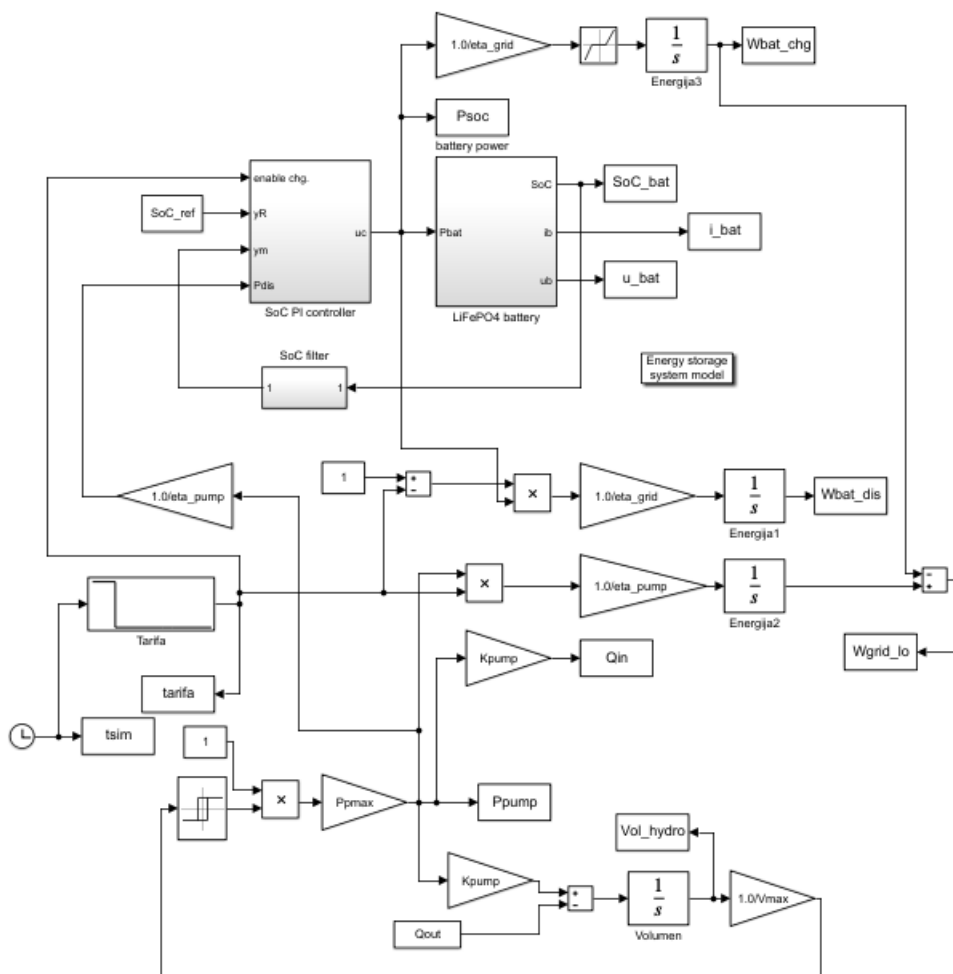 1.0/eta_grid
1
s
Energija3
Wbat_chg
Psoc
battery power
enable chg.
yR
ym
Pdis
uc
SoC PI controller
SoC_ref
Pbat
SoC
ib
ub
LiFePO4 battery
SoC_bat
i_bat
u_bat
SoC filter
1
1
Energy storage
system model
1.0/eta_pump
1
+
−
×
1.0/eta_grid
1
s
Energija1
Wbat_dis
Tarifa
×
1.0/eta_pump
1
s
Energija2
−
+
Kpump
Qin
Wgrid_lo
tarifa
tsim
1
×
Ppmax
Ppump
Vol_hydro
Kpump
+
−
1
s
Volumen
1.0/Vmax
Qout